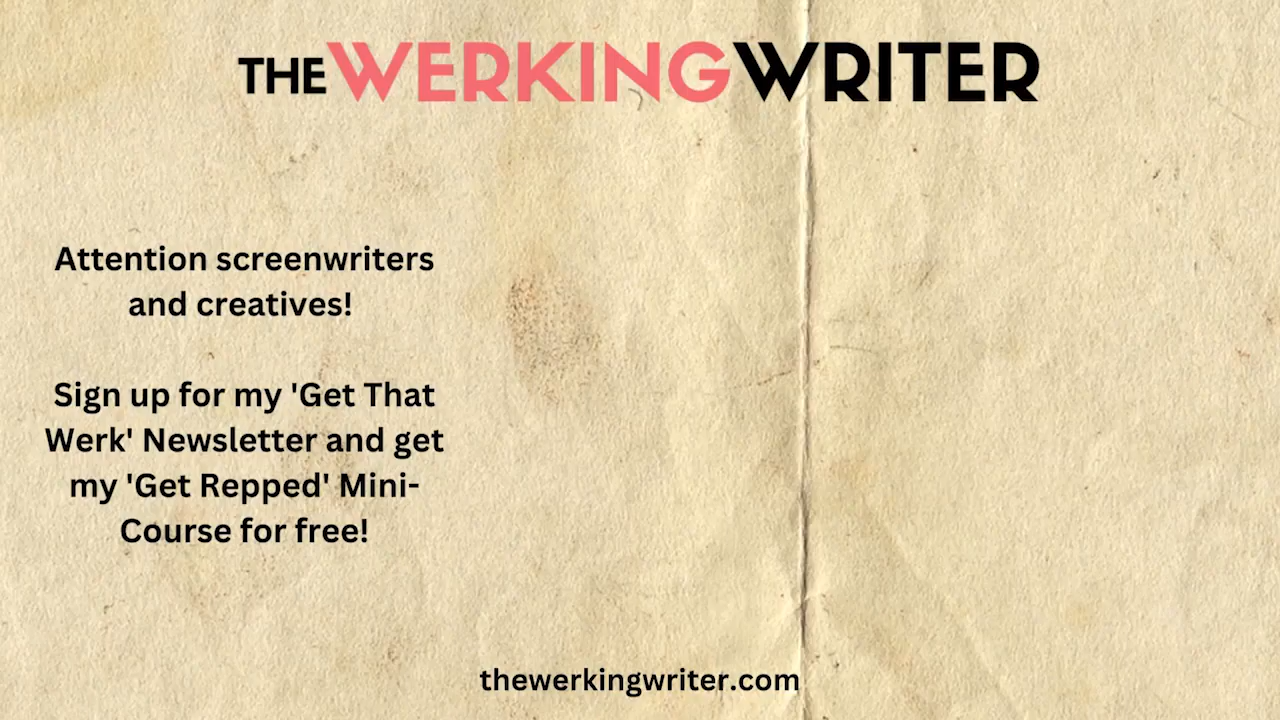 THEWERKINGWRITER
Attention screenwriters
and creatives!
Sign up for my 'Get That
Werk' Newsletter and get
my 'Get Repped' Mini-
Course for free!
thewerkingwriter.com